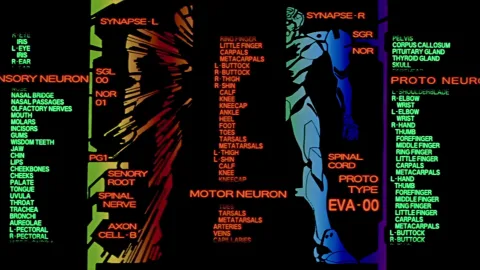 A-EYE
IRIS
L-EYE
IRIS
R-EAR
NSORY NEURON
NASAL BRIDGE
NASAL PASSAGES
OLFACTORY NERVES
MOUTH
MOLARS
INCISORS
GUMS
WISDOM TEETH
JAW
CHIN
LIPS
CHEEKBONES
CHEEKS
PALATE
TONGUE
UVULA
THROAT
TRACHEA
BRONCHI
AUREOLAE
L-PECTORAL
R-PECTORAL
SYNAPSE-L
SGL
00
NOR
01
PG1
SENORY
ROOT
SPINAL
NERVE
AXON
CELL-B
RING FINGER
LITTLE FINGER
CARPALS
METACARPALS
L-BUTTOCK
R-BUTTOCK
R-THIGH
R-SHIN
CALF
KNEE
KNEECAP
ANKLE
HEEL
FOOT
TOES
TARSALS
METATARSALS
L-THIGH
L-SHIN
CALF
KNEE
KNEECAP
MOTOR NEURON
TOES
TARSALS
METATARSALS
ARTERIES
VEINS
CAPILLARIES
SYNAPSE-R
SGR
NOR
SPINAL
CORD
PROTO
TYPE
EVA-00
PELVIS
CORPUS CALLOSUM
PITUITARY GLAND
THYROID GLAND
SKULL
PROTO NEURO
L-SHOULDERBLADE
R-ELBOW
WRIST
L-ELBOW
WRIST
R-HAND
THUMB
FOREFINGER
MIDDLE FINGER
RING FINGER
LITTLE FINGER
CARPALS
METACARPALS
L-HAND
THUMB
FOREFINGER
MIDDLE FINGER
RING FINGER
LITTLE FINGER
CARPALS
METACARPALS
L-BUTTOCK
R-BUTTOCK